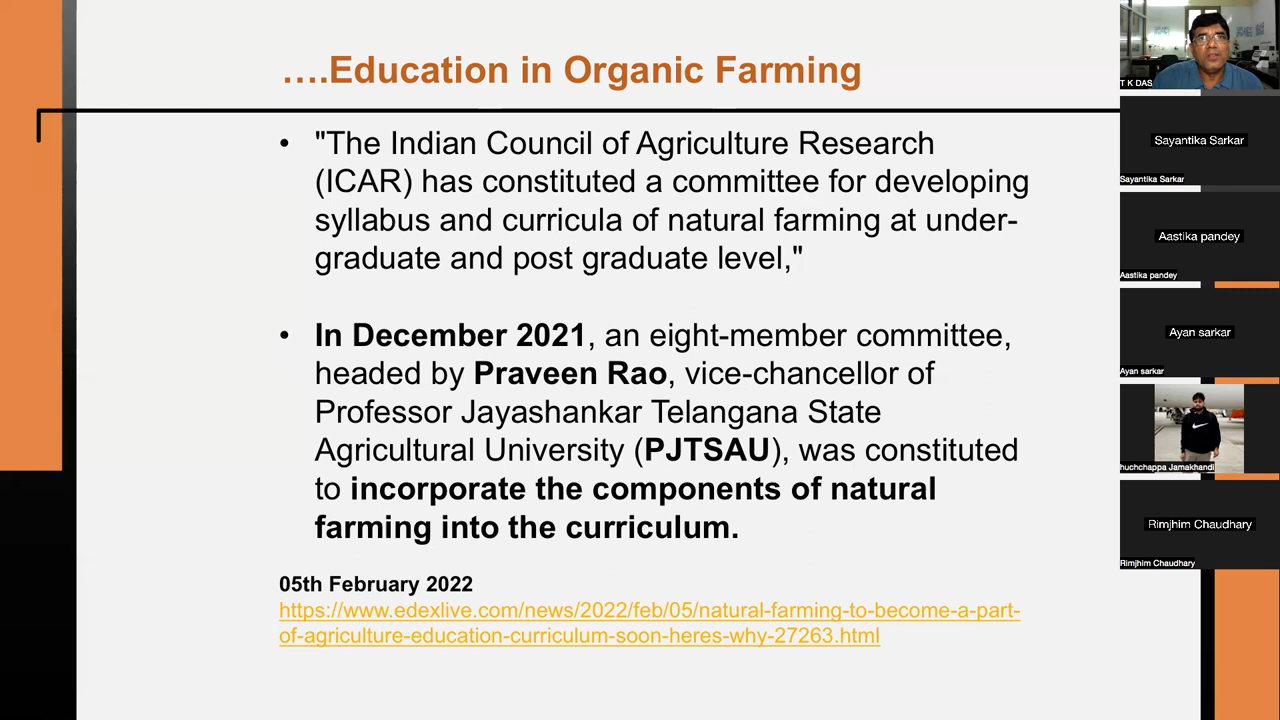 ….Education in Organic Farming
• "The Indian Council of Agriculture Research
(ICAR) has constituted a committee for developing
syllabus and curricula of natural farming at under-
graduate and post graduate level,"
• In December 2021, an eight-member committee,
headed by Praveen Rao, vice-chancellor of
Professor Jayashankar Telangana State
Agricultural University (PJTSAU), was constituted
to incorporate the components of natural
farming into the curriculum.
05th February 2022
https://www.edexlive.com/news/2022/feb/05/natural-farming-to-become-a-part-
of-agriculture-education-curriculum-soon-heres-why-27263.html
T K DAS
Sayantika Sarkar
Sayantika Sarkar
Aastika pandey
Aastika pandey
Ayan sarkar
Ayan sarkar
huchchappa Jamakhandi
Rimjhim Chaudhary
Rimjhim Chaudhary